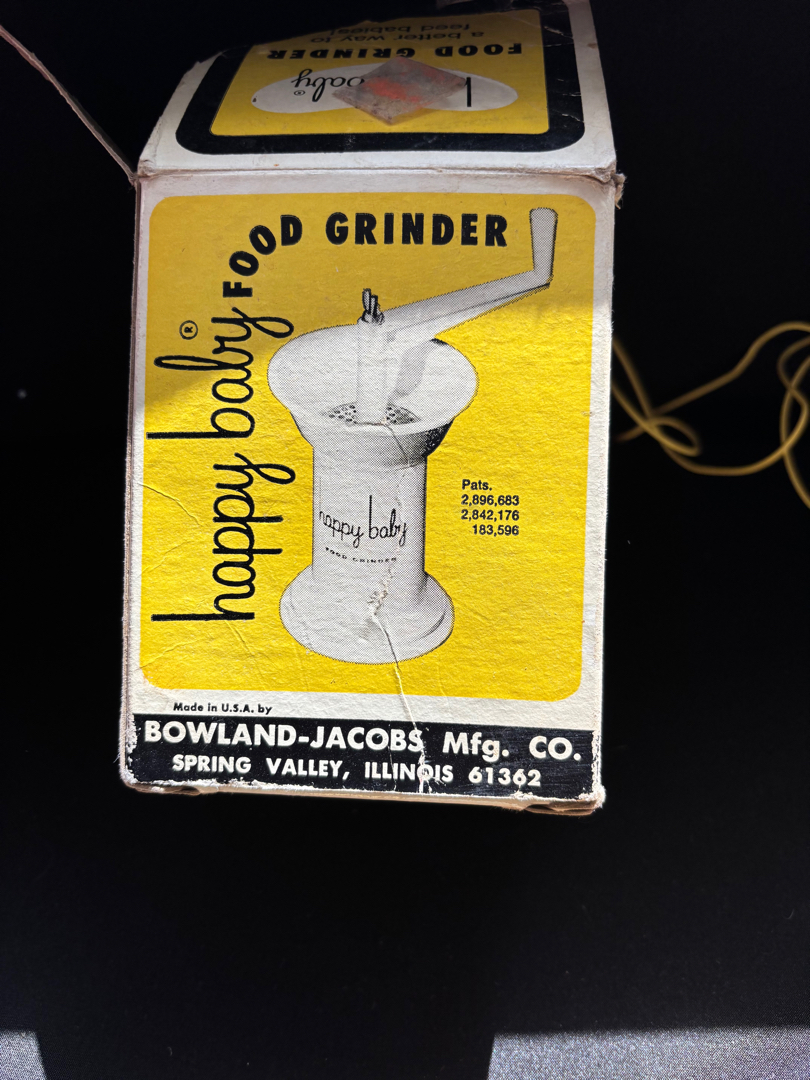 a better way to
feed babies!
FOOD GRINDER
baby®
happy baby® FOOD GRINDER
happy baby
FOOD GRINDER
Pats.
2,896,683
2,842,176
183,596
Made in U.S.A. by
BOWLAND-JACOBS Mfg. CO.
SPRING VALLEY, ILLINOIS 61362